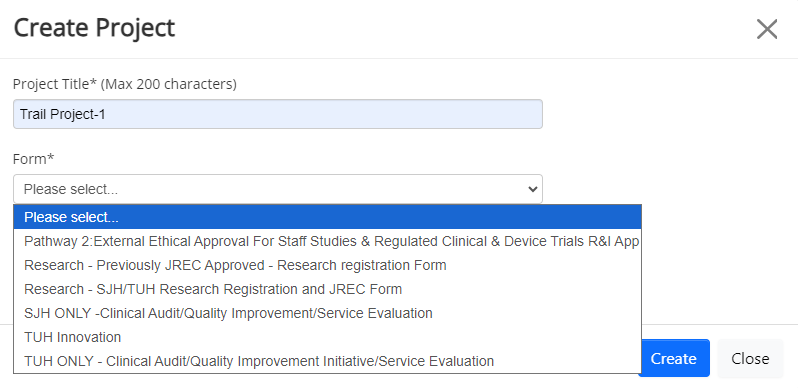 Create Project
Project Title* (Max 200 characters)
Trail Project-1
Form*
Please select...
Please select...
Pathway 2:External Ethical Approval For Staff Studies & Regulated Clinical & Device Trials R&I App
Research - Previously JREC Approved - Research registration Form
Research - SJH/TUH Research Registration and JREC Form
SJH ONLY -Clinical Audit/Quality Improvement/Service Evaluation
TUH Innovation
TUH ONLY - Clinical Audit/Quality Improvement Initiative/Service Evaluation
Create
Close